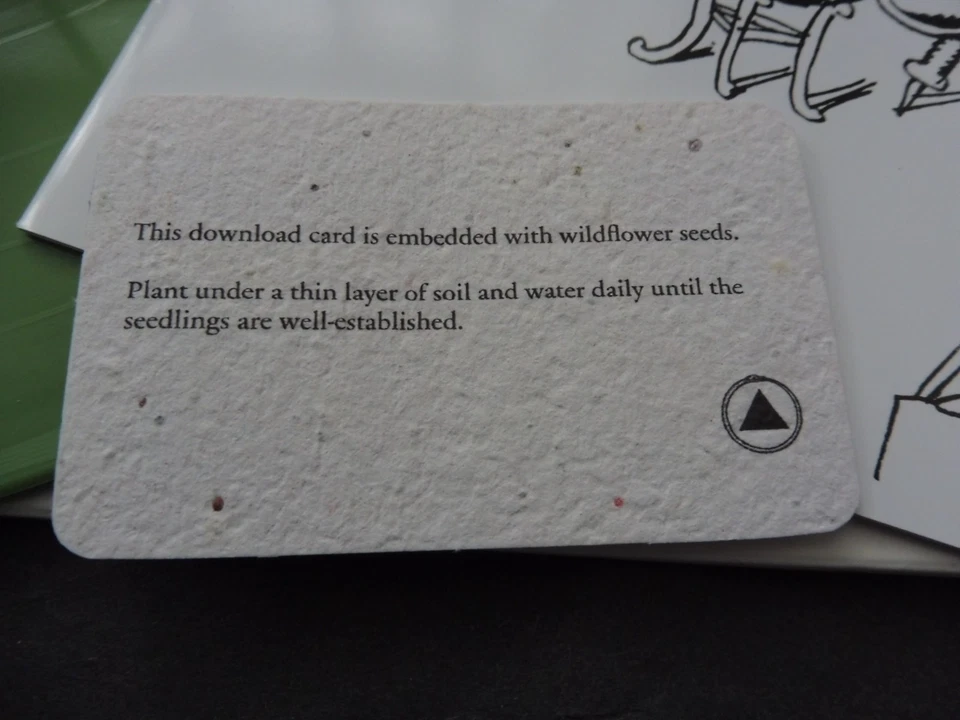 This download card is embedded with wildflower seeds.
Plant under a thin layer of soil and water daily until the
seedlings are well-established.